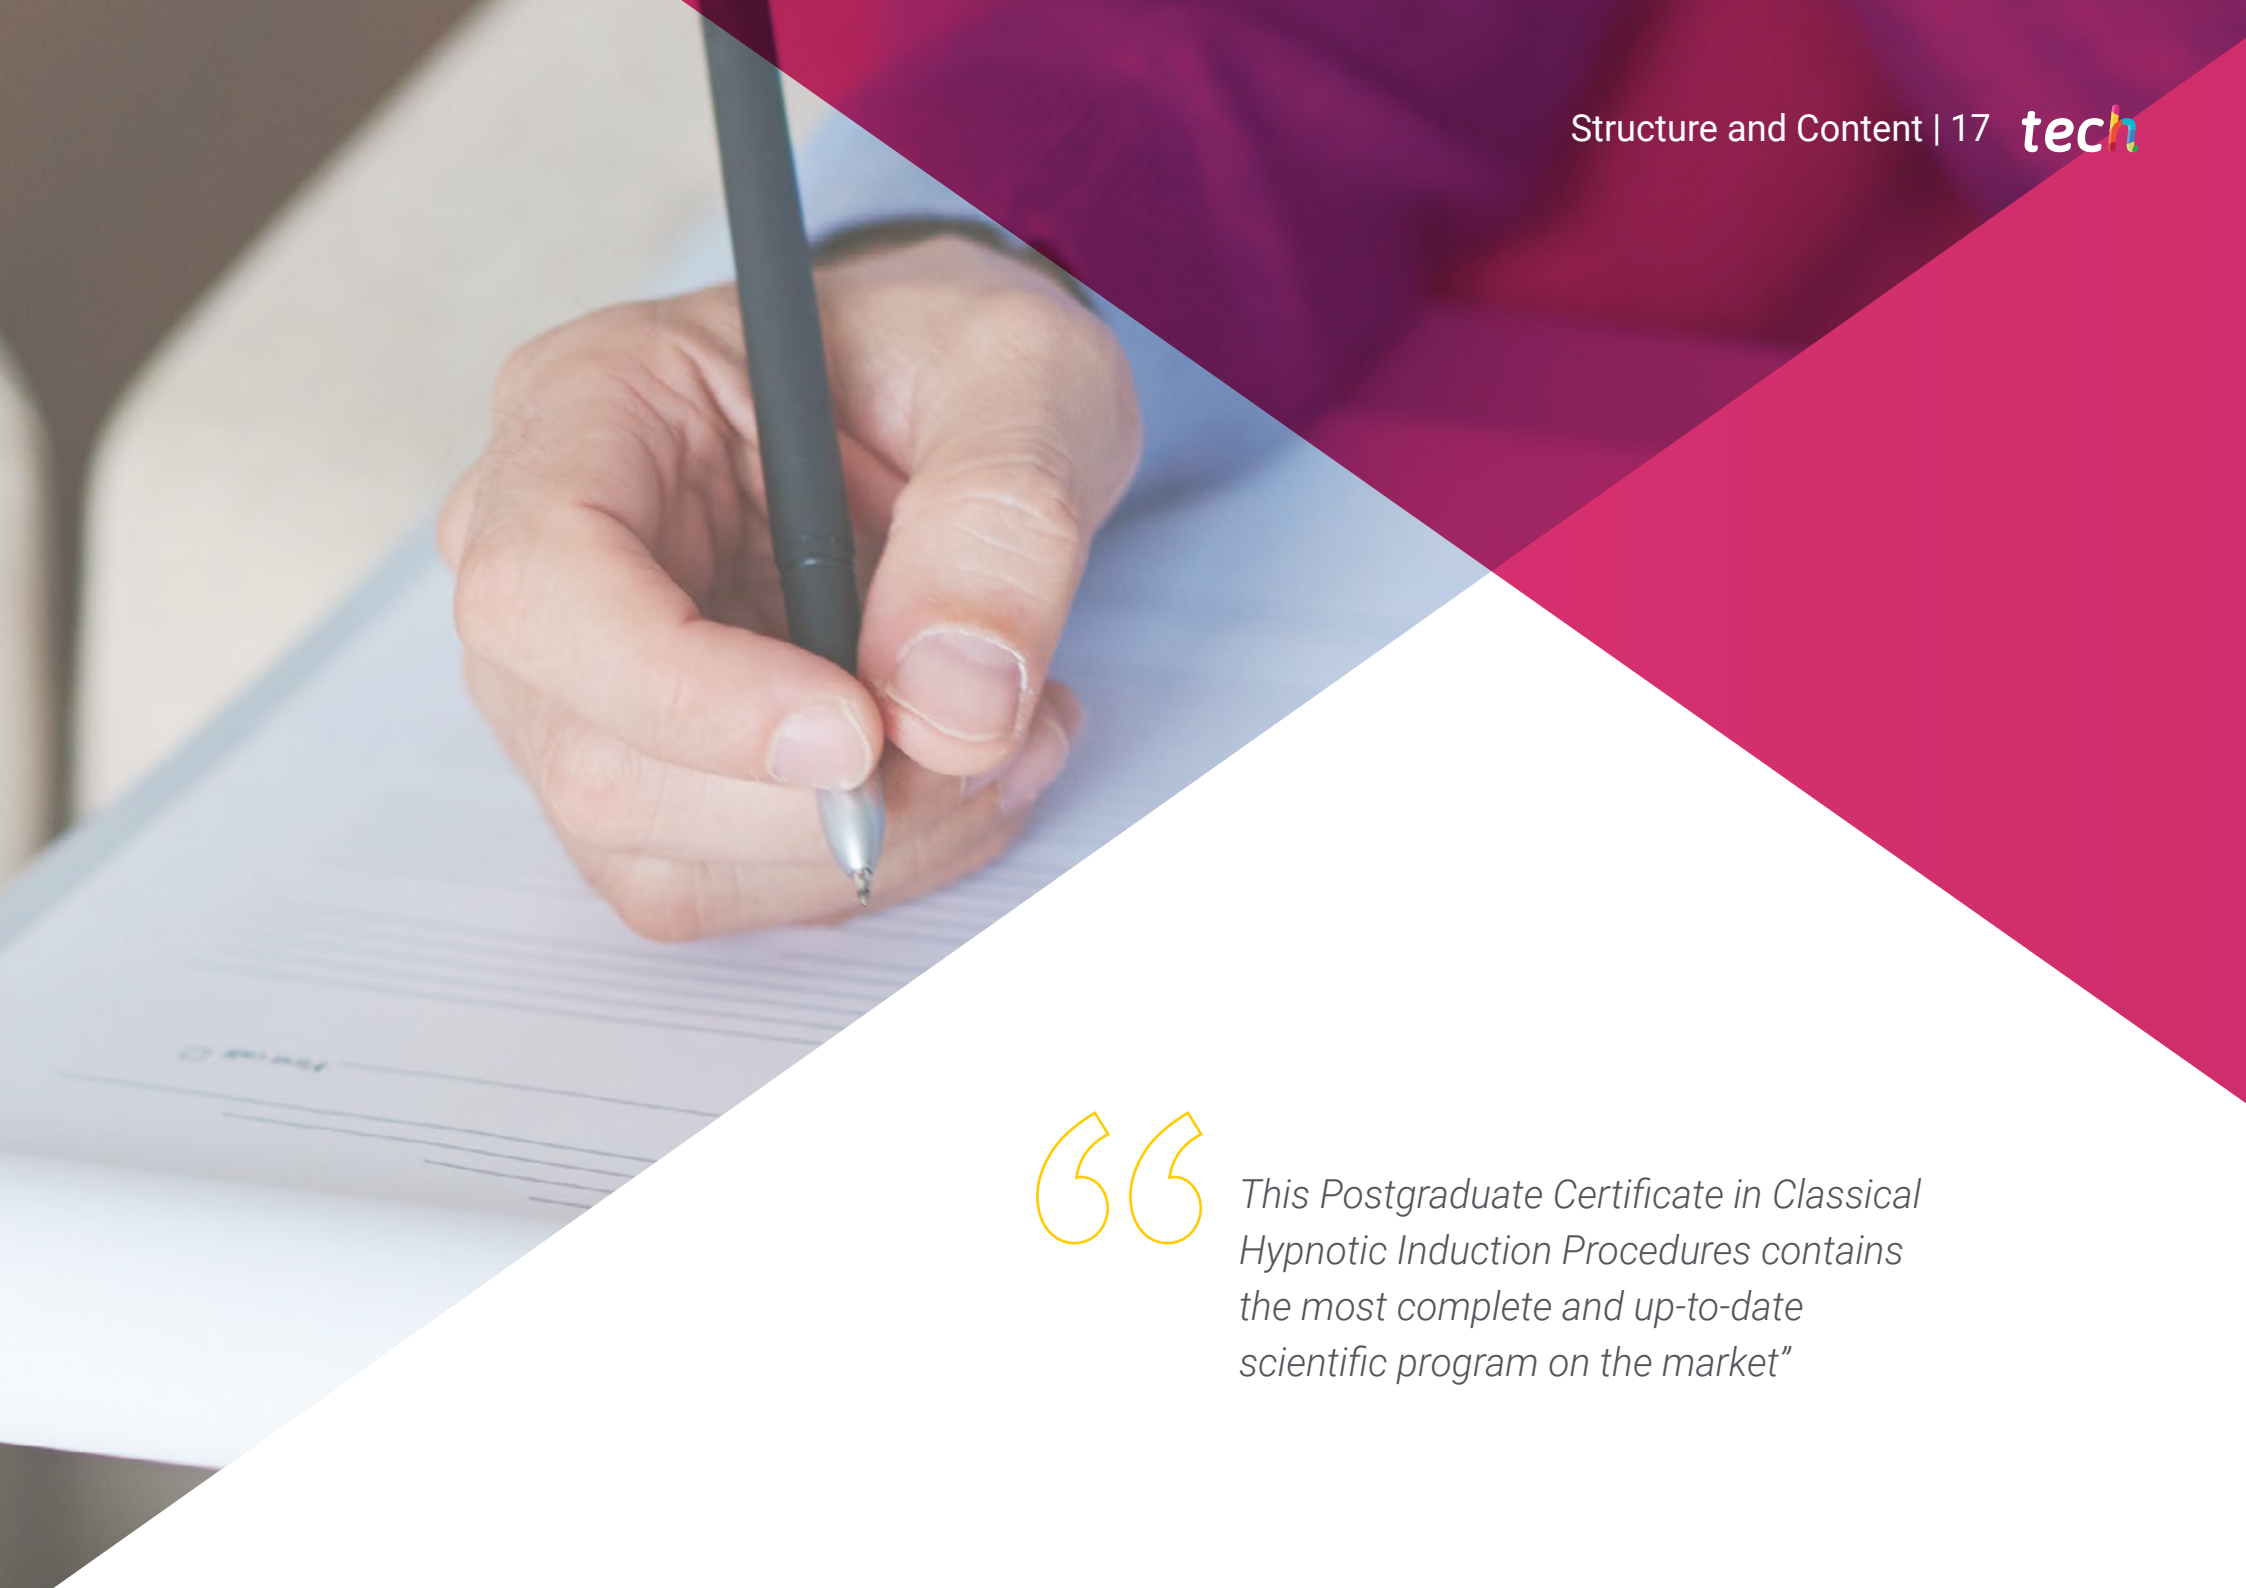 Structure and Content | 17 tech
This Postgraduate Certificate in Classical
Hypnotic Induction Procedures contains
the most complete and up-to-date
scientific program on the market”